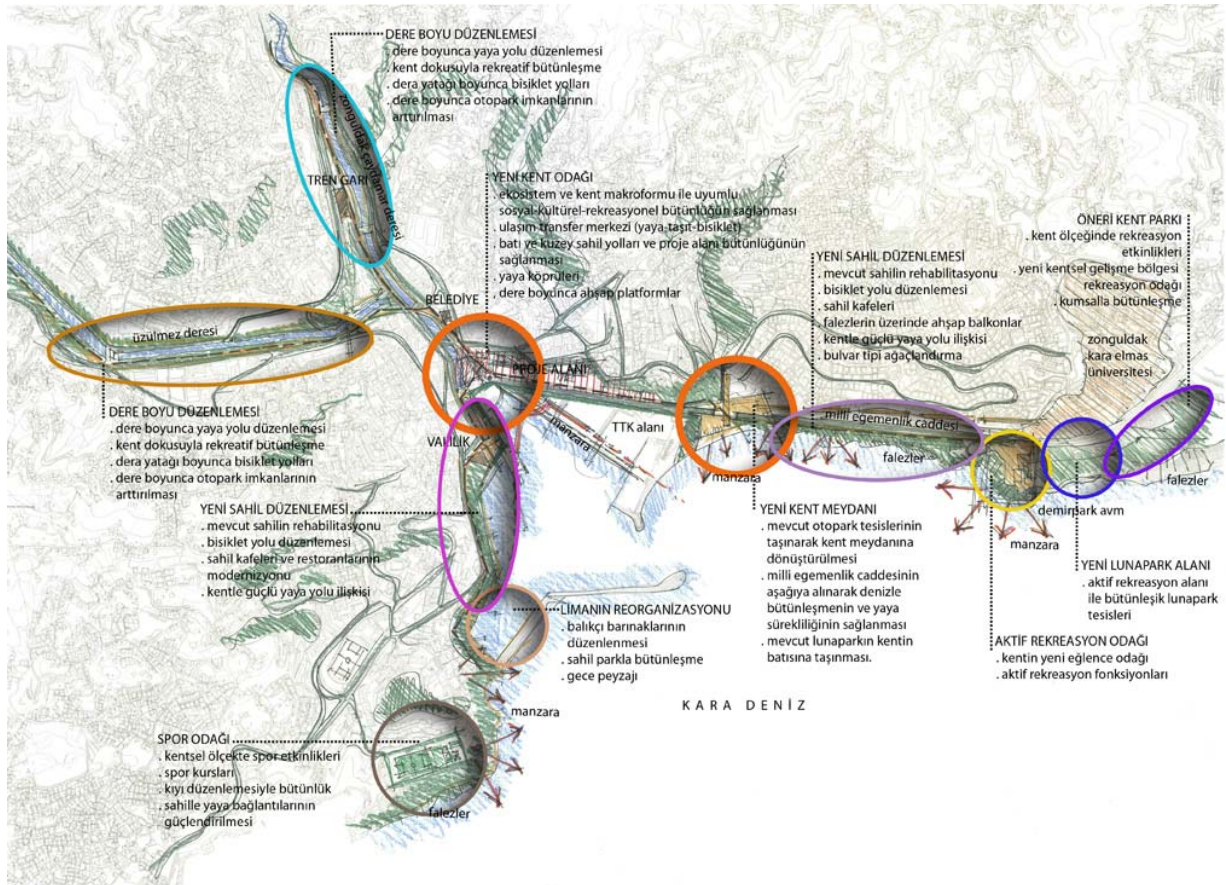 DERE BOYU DÜZENLEMESİ
. dere boyunca yaya yolu düzenlemesi
. kent dokusuyla rekreatif bütünleşme
. dera yatağı boyunca bisiklet yolları
. dere boyunca otopark imkanlarının
arttırılması
zonguldak çaydamar deresi
TREN GARI
YENİ KENT ODAĞI
. ekosistem ve kent makroformu ile uyumlu
sosyal-kültürel-rekreasyonel bütünlüğün sağlanması
. ulaşım transfer merkezi (yaya-taşıt-bisiklet)
. batı ve kuzey sahil yolları ve proje alanı bütünlüğünün
sağlanması
. yaya köprüleri
. dere boyunca ahşap platformlar
BELEDİYE
PROJE ALANI
ÖNERİ KENT PARKI
. kent ölçeğinde rekreasyon
etkinlikleri
. yeni kentsel gelişme bölgesi
rekreasyon odağı
. kumsalla bütünleşme
zonguldak
kara elmas
üniversitesi
YENİ SAHİL DÜZENLEMESİ
. mevcut sahilin rehabilitasyonu
. bisiklet yolu düzenlemesi
. sahil kafeleri
. falezlerin üzerinde ahşap balkonlar
. kentle güçlü yaya yolu ilişkisi
. bulvar tipi ağaçlandırma
üzülmez deresi
DERE BOYU DÜZENLEMESİ
. dere boyunca yaya yolu düzenlemesi
. kent dokusuyla rekreatif bütünleşme
. dera yatağı boyunca bisiklet yolları
. dere boyunca otopark imkanlarının
arttırılması
VALİLİK
manzara
TTK alanı
manzara
milli egemenlik caddesi
falezler
falezler
demirpark avm
manzara
YENİ SAHİL DÜZENLEMESİ
. mevcut sahilin rehabilitasyonu
. bisiklet yolu düzenlemesi
. sahil kafeleri ve restoranlarının
modernizyonu
. kentle güçlü yaya yolu ilişkisi
YENİ KENT MEYDANI
. mevcut otopark tesislerinin
taşınarak kent meydanına
dönüştürülmesi
. milli egemenlik caddesinin
aşağıya alınarak denizle
bütünleşmenin ve yaya
sürekliliğinin sağlanması
. mevcut lunaparkın kentin
batısına taşınması.
YENİ LUNAPARK ALANI
. aktif rekreasyon alanı
ile bütünleşik lunapark
tesisleri
AKTİF REKREASYON ODAĞI
. kentin yeni eğlence odağı
. aktif rekreasyon fonksiyonları
LİMANIN REORGANİZASYONU
. balıkçı barınaklarının
düzenlenmesi
. sahil parkla bütünleşme
. gece peyzajı
KARA DENİZ
manzara
SPOR ODAĞI
. kentsel ölçekte spor etkinlikleri
. spor kursları
. kıyı düzenlemesiyle bütünlük
. sahille yaya bağlantılarının
güçlendirilmesi
falezler